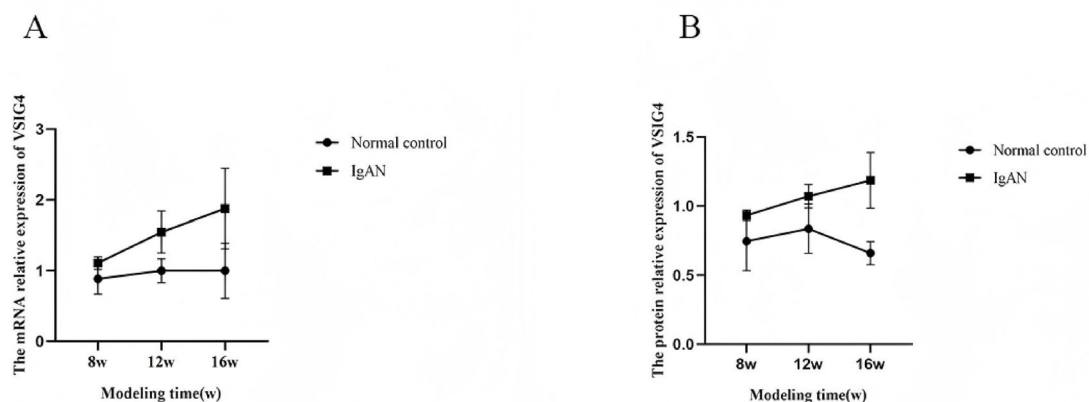 A
The mRNA relative expression of VSIG4
3
2
1
0
8w 12w 16w
Modeling time(w)
Normal control
IgAN
B
The protein relative expression of VSIG4
1.5
1.0
0.5
0.0
8w 12w 16w
Modeling time(w)
Normal control
IgAN